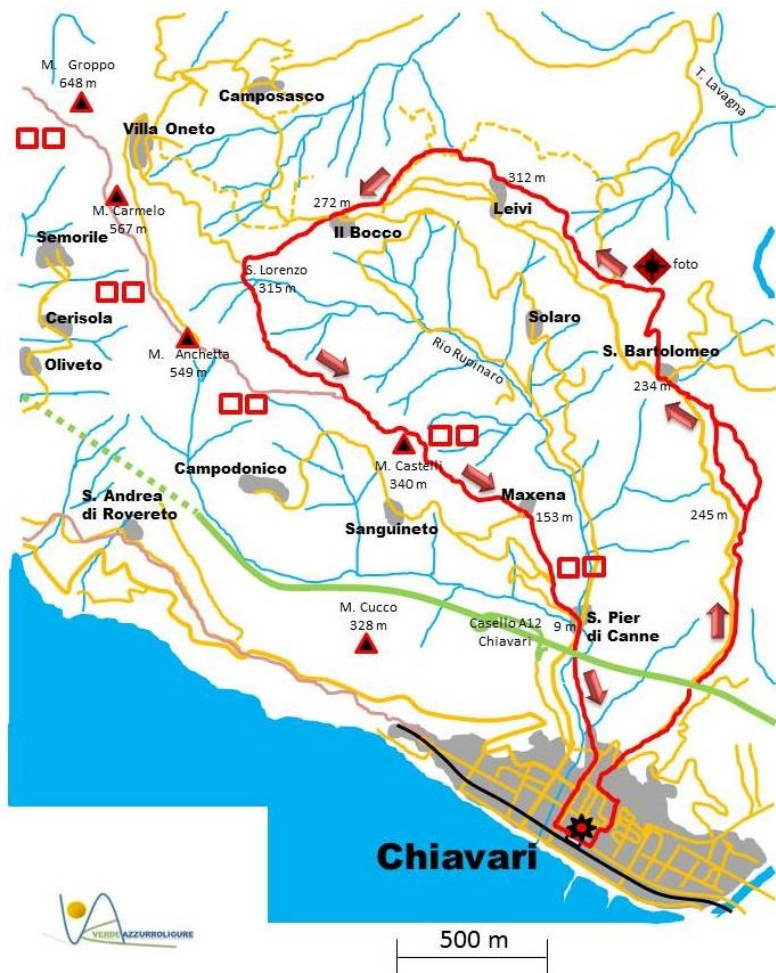 M. Groppo
648 m
Camposasco
T. Lavagna
Villa Oneto
312 m
272 m
Leivi
M. Carmelo
567 m
Il Bocco
Semorile
foto
S. Lorenzo
315 m
Cerisola
Solaro
Rio Rupinaro
M. Anchetta
549 m
Oliveto
S. Bartolomeo
234 m
M. Castelli
340 m
Campodonico
Maxena
S. Andrea
di Rovereto
153 m
245 m
Sanguineto
M. Cucco
328 m
Casello A12
Chiavari
9 m
S. Pier
di Canne
Chiavari
VERDEAZZURROLIGURE
500 m